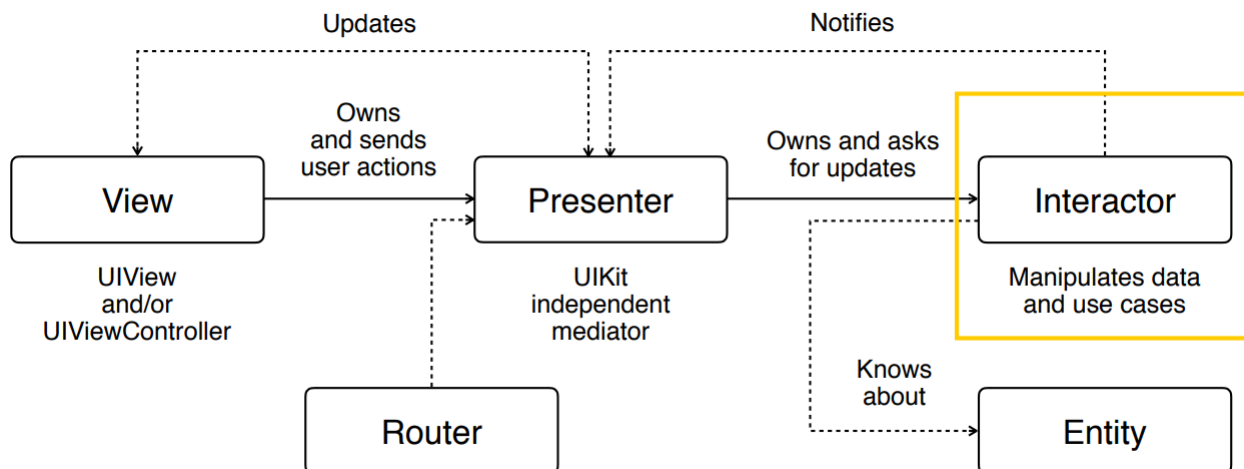 Updates
Notifies
Owns
and sends
user actions
Owns and asks
for updates
View
Presenter
Interactor
UIView
and/or
UIViewController
UIKit
independent
mediator
Manipulates data
and use cases
Knows
about
Router
Entity